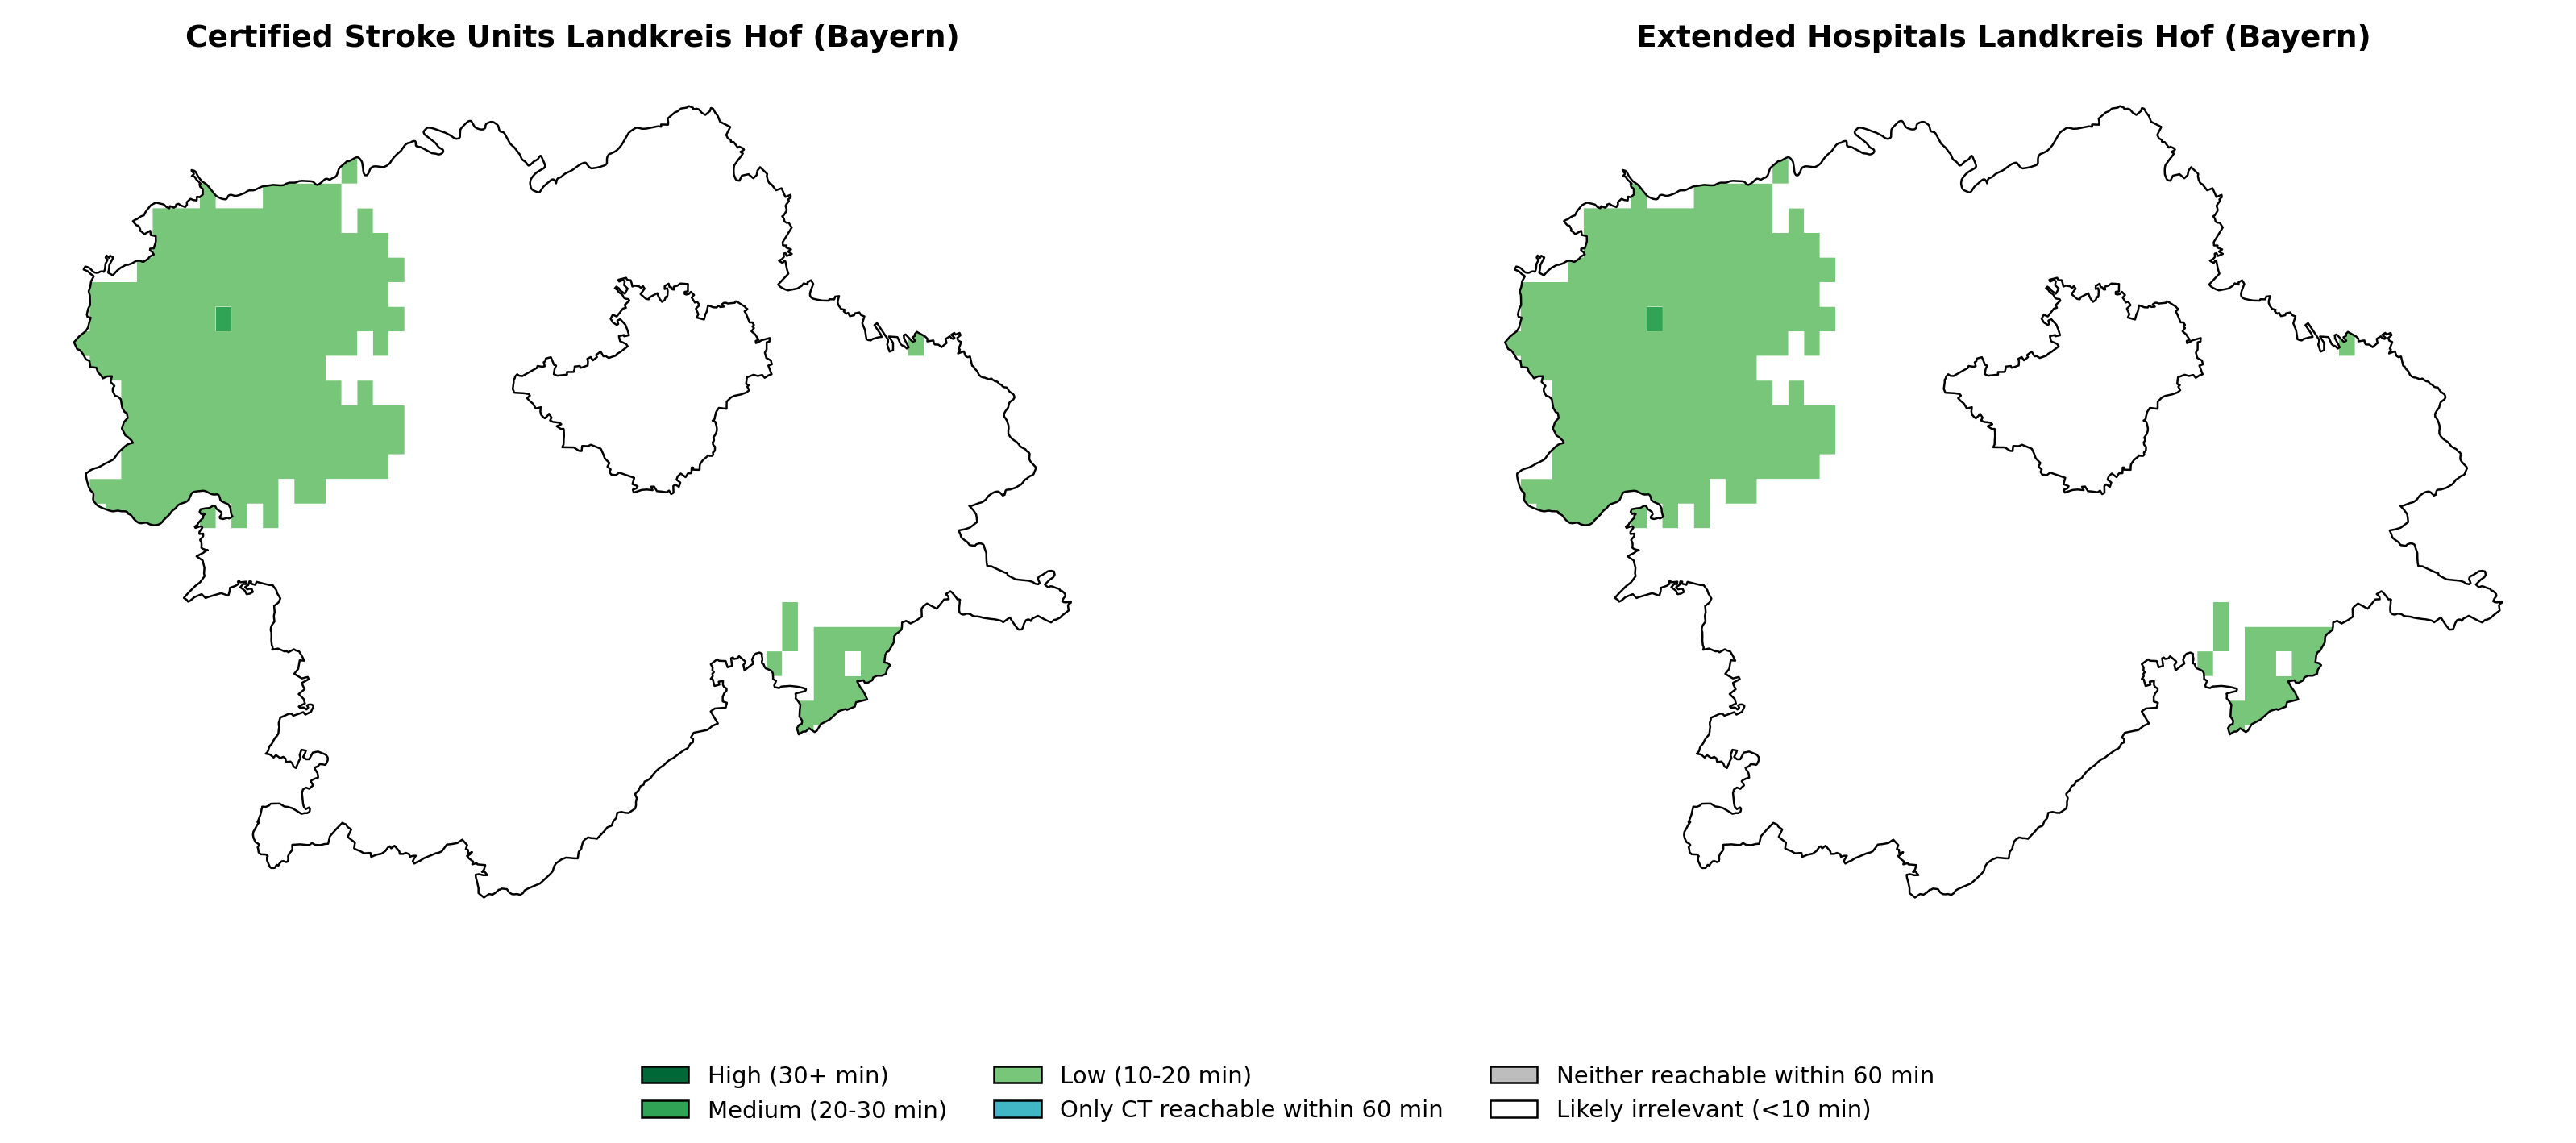 Certified Stroke Units Landkreis Hof (Bayern)
Extended Hospitals Landkreis Hof (Bayern)
High (30+ min)
Medium (20-30 min)
Low (10-20 min)
Only CT reachable within 60 min
Neither reachable within 60 min
Likely irrelevant (<10 min)